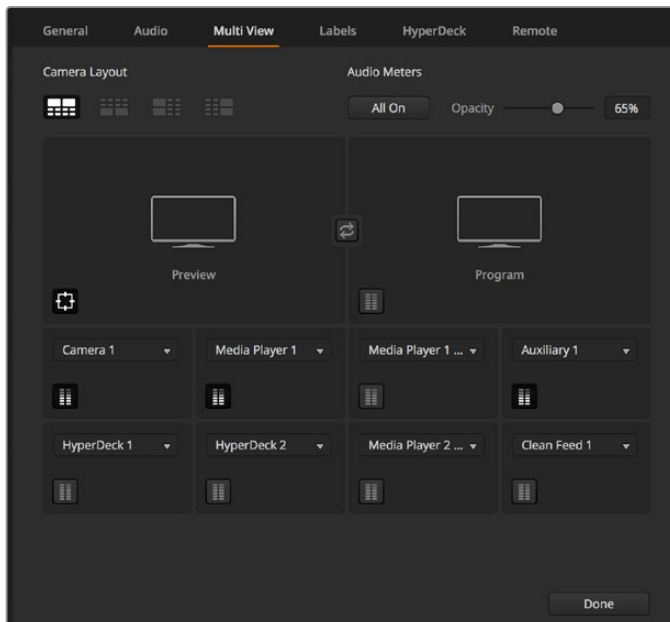 General Audio Multi View Labels HyperDeck Remote
Camera Layout Audio Meters
All On Opacity 65%
Preview Program
Camera 1 Media Player 1 Media Player 1 ... Auxiliary 1
HyperDeck 1 HyperDeck 2 Media Player 2 ... Clean Feed 1
Done